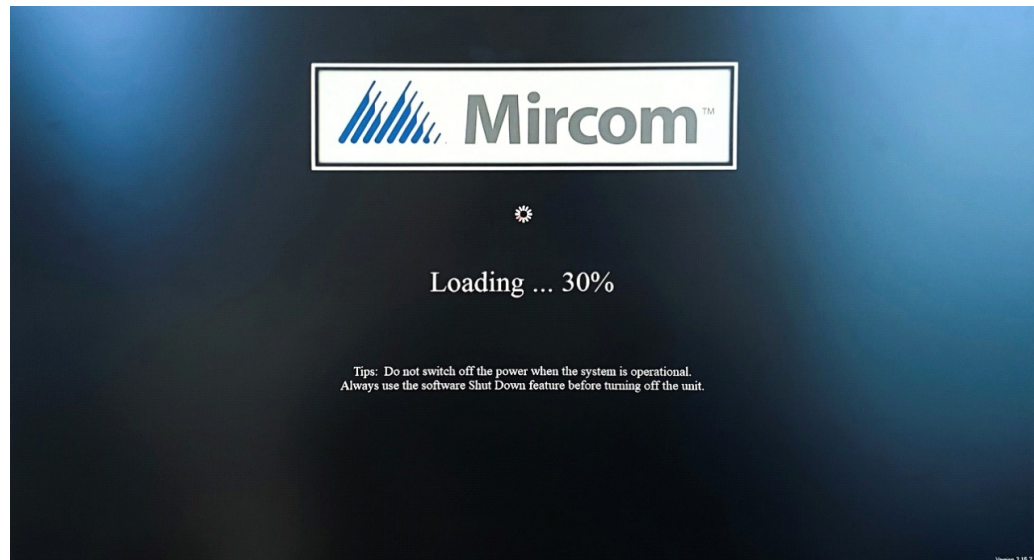 Mircom™
Loading ... 30%
Tips: Do not switch off the power when the system is operational.
Always use the software Shut Down feature before turning off the unit.
Version